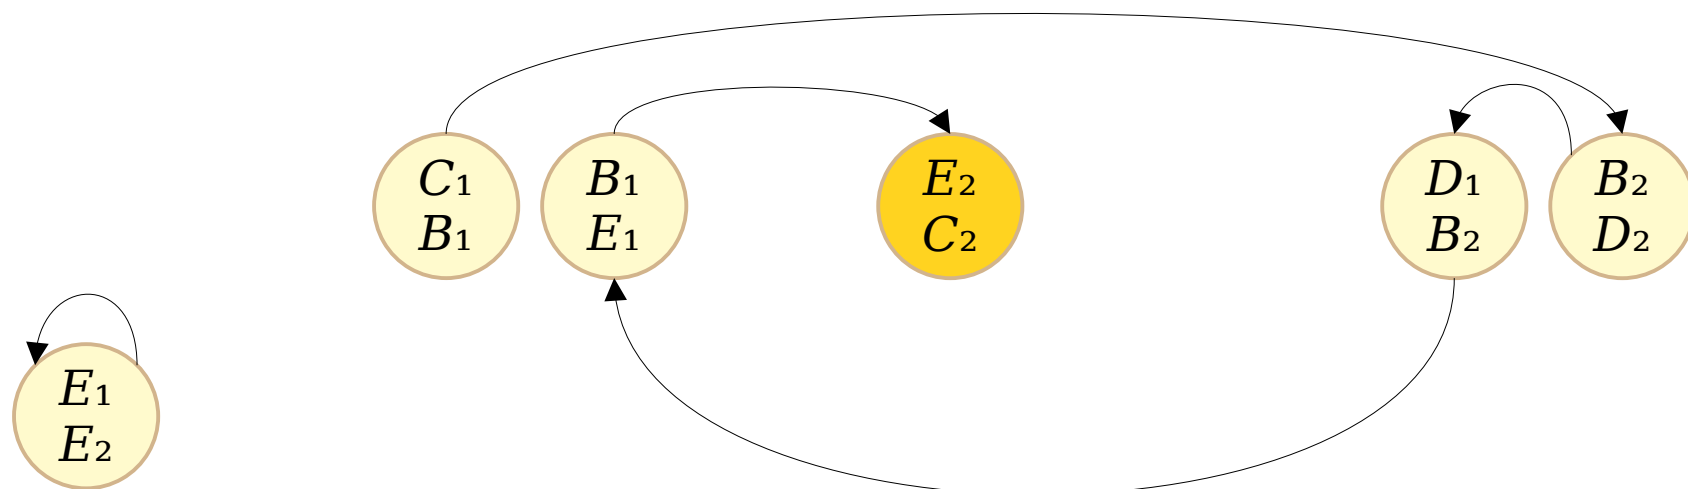 C₁
B₁
B₁
E₁
E₂
C₂
D₁
B₂
B₂
D₂
E₁
E₂